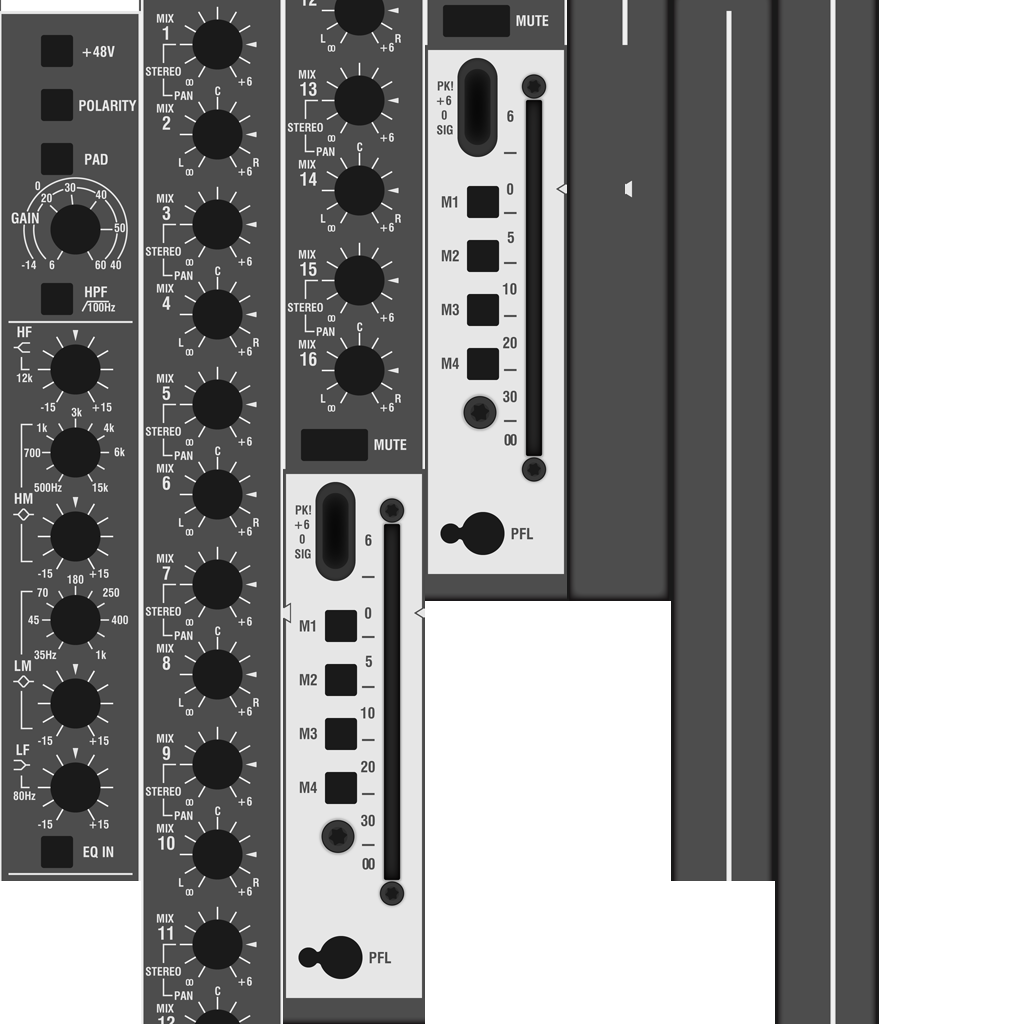 +48V
POLARITY
PAD
0
20
30
40
GAIN
50
-14
6
60
40
HPF
/100Hz
HF
12k
-15
+15
3k
1k
4k
700
6k
500Hz
15k
HM
-15
+15
180
70
250
45
400
35Hz
1k
LM
-15
+15
LF
80Hz
-15
+15
EQ IN
MIX
1
STEREO
∞
+6
PAN
C
MIX
2
L
R
∞
+6
MIX
3
STEREO
∞
+6
PAN
C
MIX
4
L
R
∞
+6
MIX
5
STEREO
∞
+6
PAN
C
MIX
6
L
R
∞
+6
MIX
7
STEREO
∞
+6
PAN
C
MIX
8
L
R
∞
+6
MIX
9
STEREO
∞
+6
PAN
C
MIX
10
L
R
∞
+6
MIX
11
STEREO
∞
+6
PAN
C
MIX
12
12
L
R
∞
+6
MIX
13
STEREO
∞
+6
PAN
C
MIX
14
L
R
∞
+6
MIX
15
STEREO
∞
+6
PAN
C
MIX
16
L
R
∞
+6
MUTE
PK!
+6
0
SIG
6
0
M1
5
M2
10
M3
20
M4
30
00
PFL
MUTE
PK!
+6
0
SIG
6
0
M1
5
M2
10
M3
20
M4
30
00
PFL